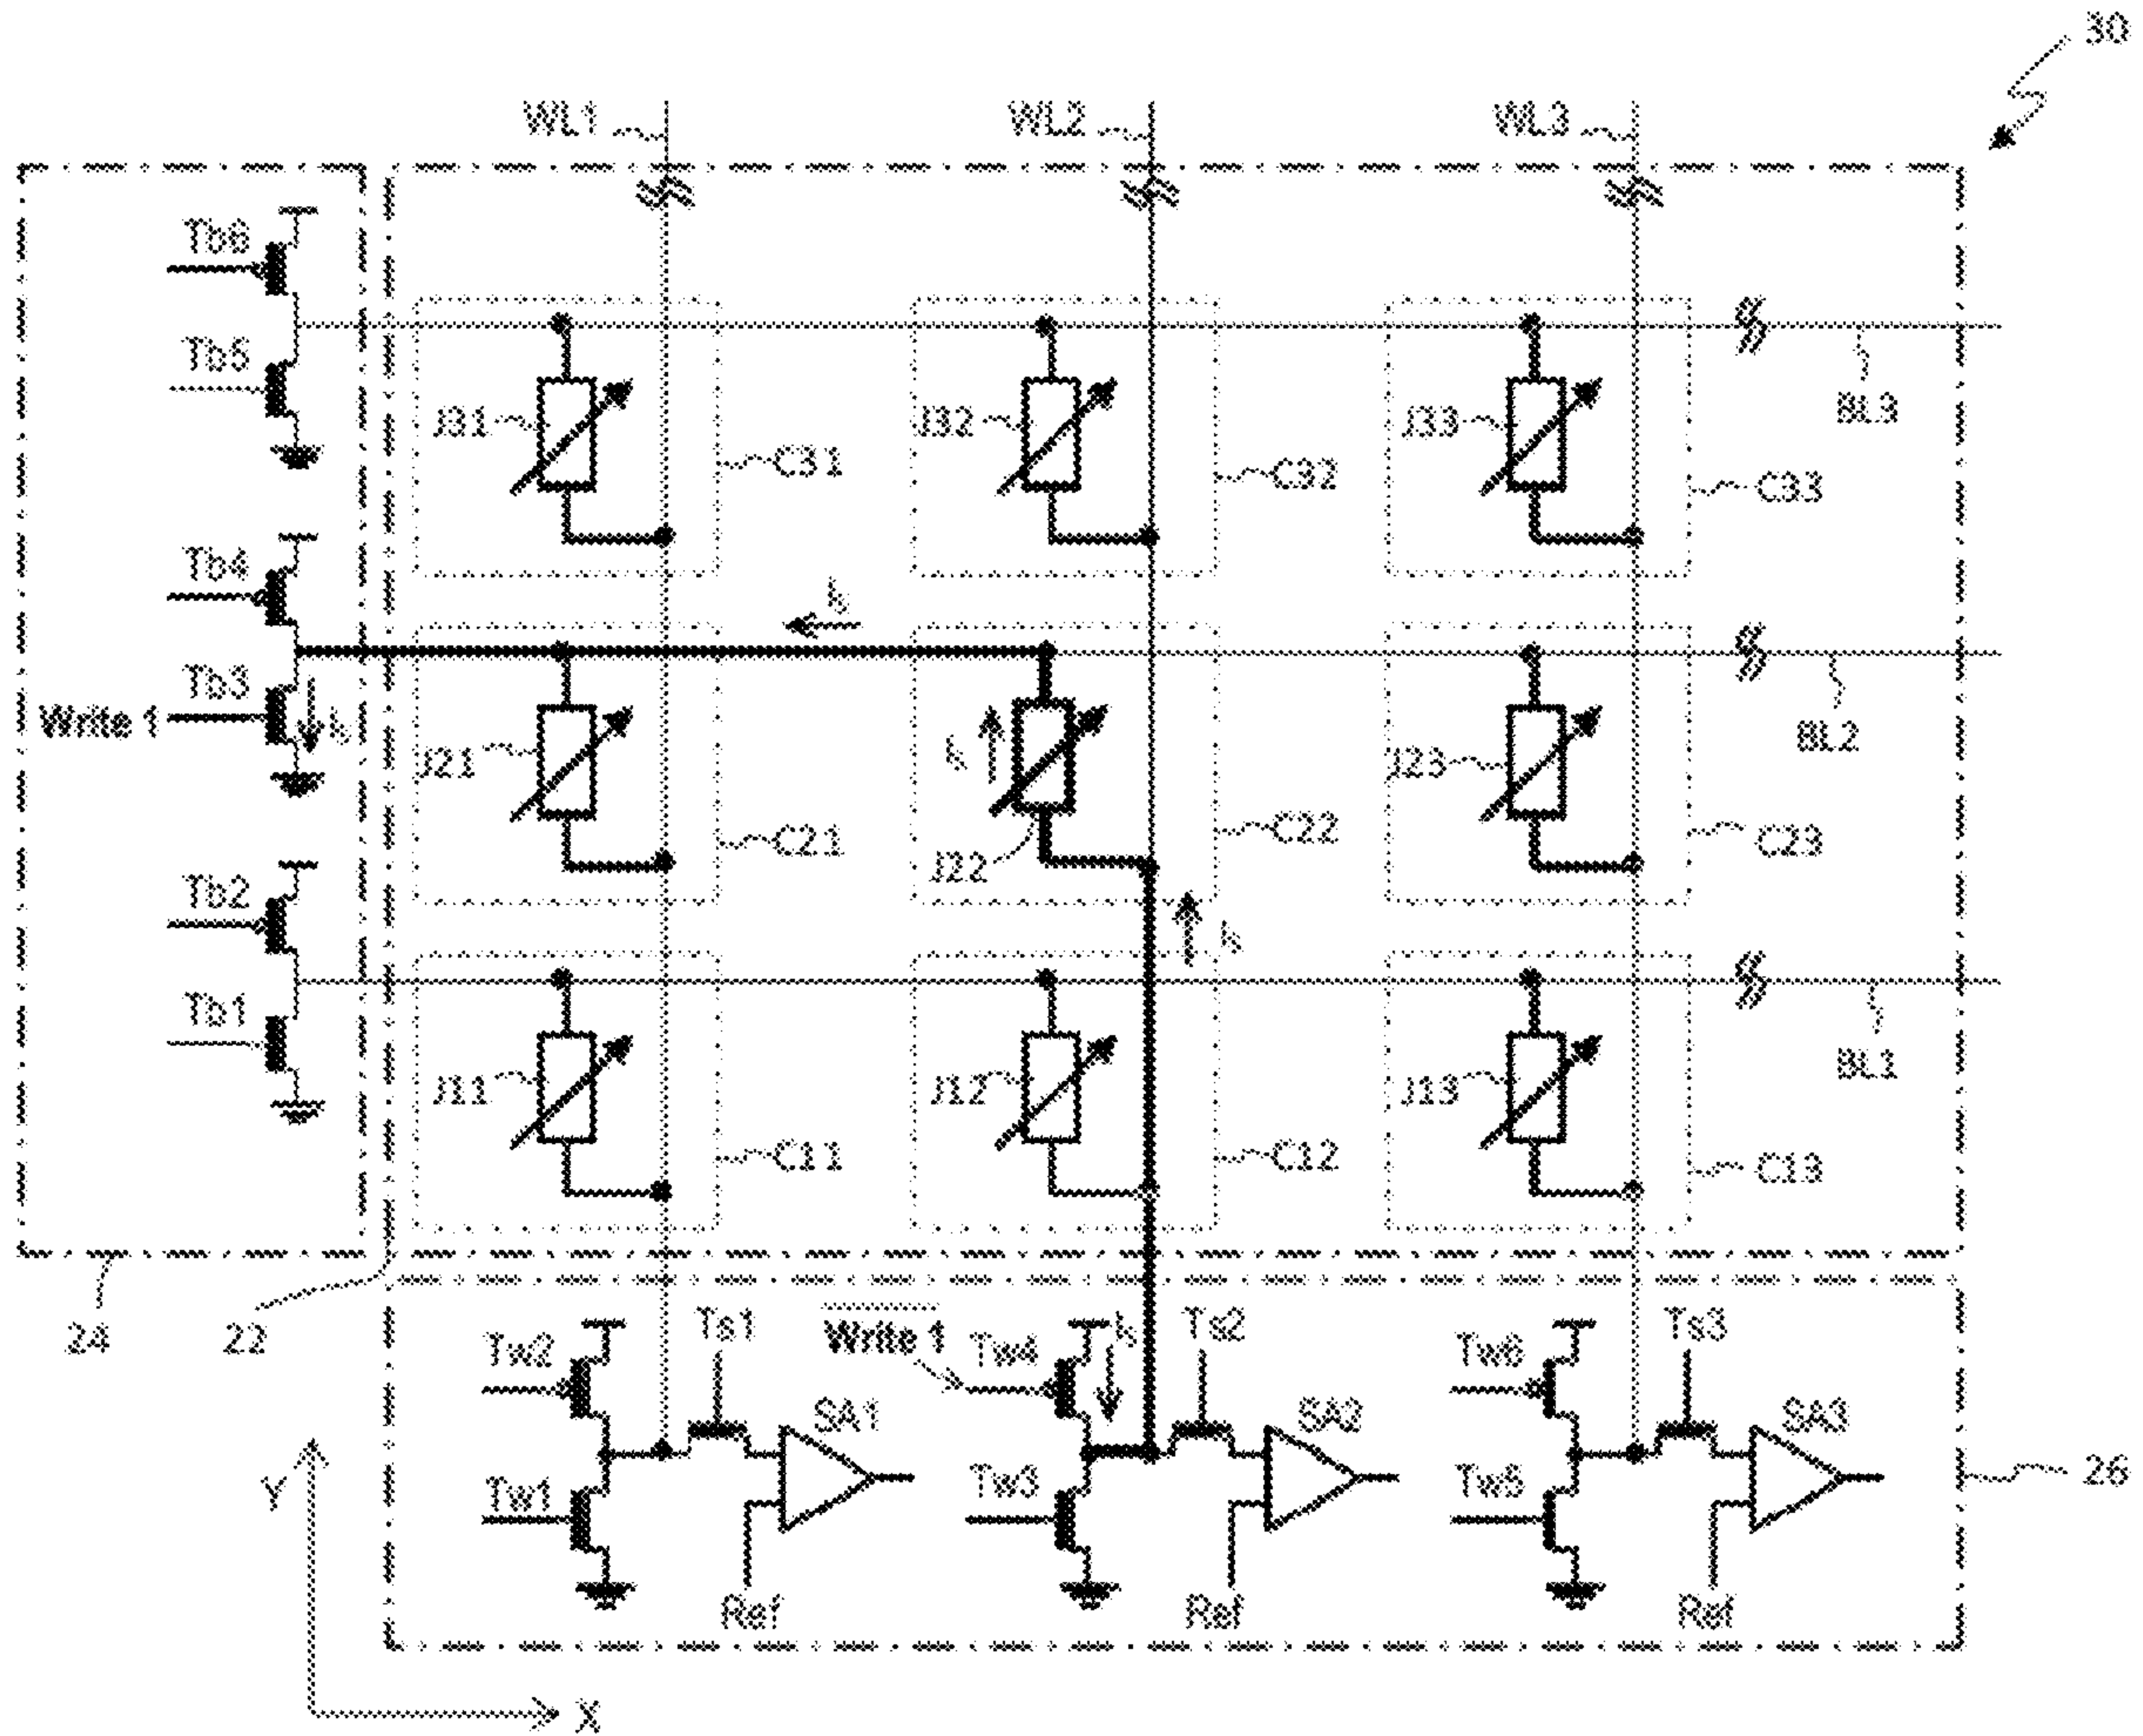 30
WL1 WL2 WL3
Tb6
Tb5
J31 C31 J32 C32 J33 C33 BL3
Tb4
Tb3
Write 1
J21 C21 J22 C22 J23 C23 BL2
Tb2
Tb1
J11 C11 J12 C12 J13 C13 BL1
24 22
Tw2 Ts1 Write 1 Tw4 Ts2 Tw6 Ts3
SA1 SA2 SA3
Tw1 Tw3 Tw5 26
Ref Ref Ref
Y
X